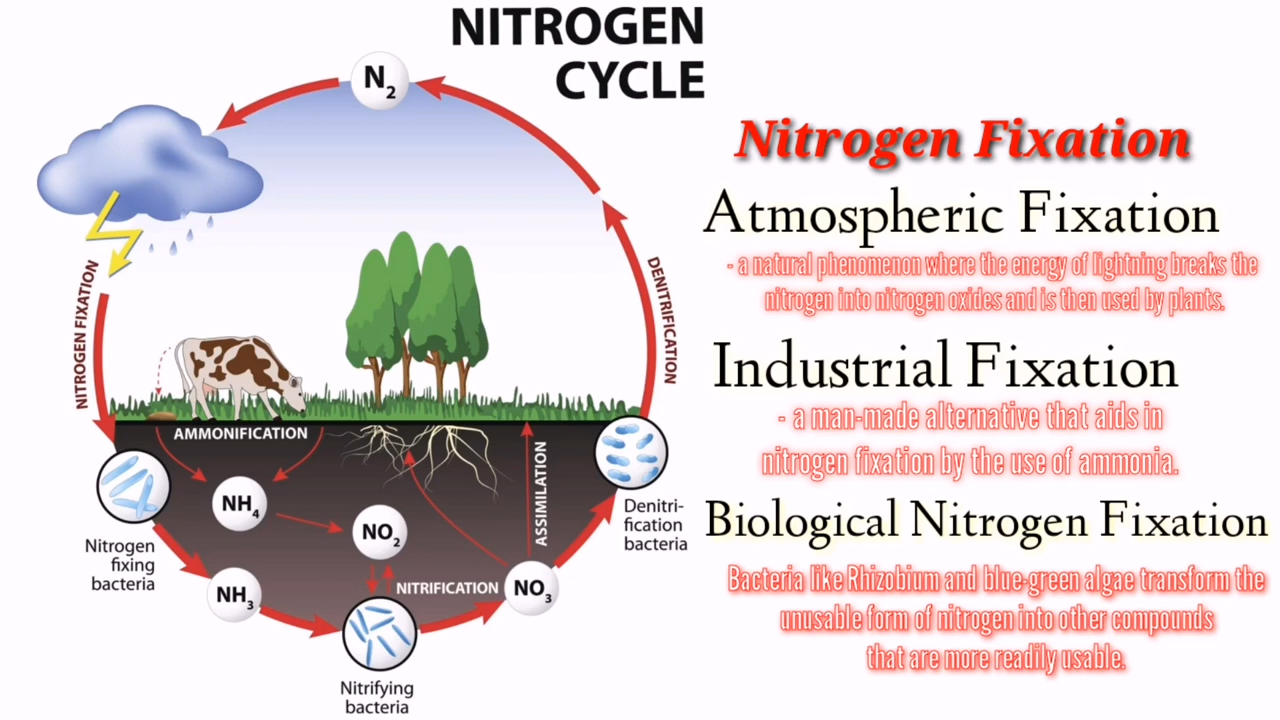 NITROGEN
CYCLE
N2
NITROGEN FIXATION
DENITRIFICATION
AMMONIFICATION
NH4
NO2
ASSIMILATION
NITRIFICATION
NO3
NH3
Nitrogen
fixing
bacteria
Denitri-
fication
bacteria
Nitrifying
bacteria
Nitrogen Fixation
Atmospheric Fixation
- a natural phenomenon where the energy of lightning breaks the
nitrogen into nitrogen oxides and is then used by plants.
Industrial Fixation
- a man-made alternative that aids in
nitrogen fixation by the use of ammonia.
Biological Nitrogen Fixation
Bacteria like Rhizobium and blue-green algae transform the
unusable form of nitrogen into other compounds
that are more readily usable.